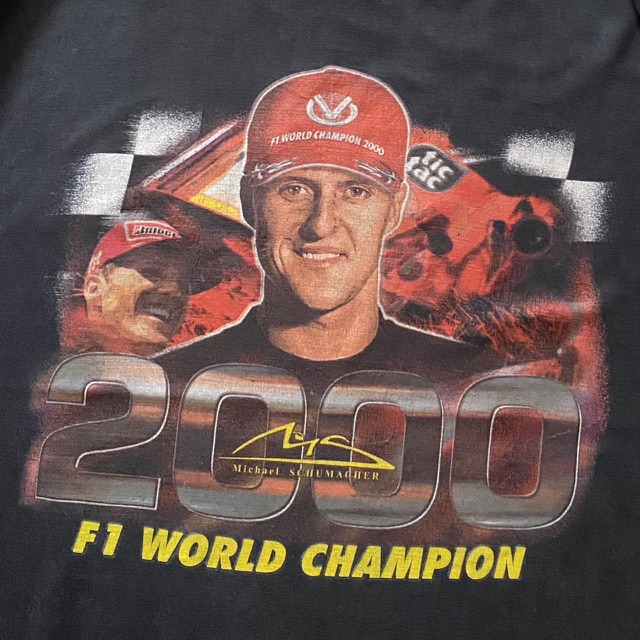 F1 WORLD CHAMPION 2000
tic
tac
2000
Michael SCHUMACHER
F1 WORLD CHAMPION